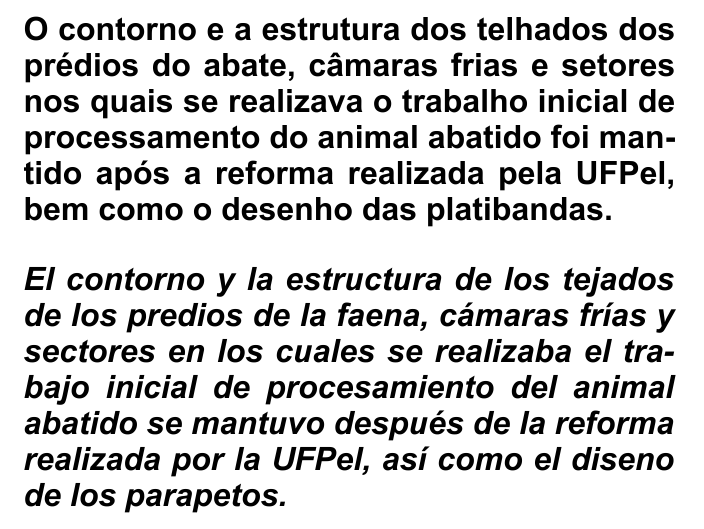 O contorno e a estrutura dos telhados dos
prédios do abate, câmaras frias e setores
nos quais se realizava o trabalho inicial de
processamento do animal abatido foi man-
tido após a reforma realizada pela UFPel,
bem como o desenho das platibandas.
El contorno y la estructura de los tejados
de los predios de la faena, cámaras frías y
sectores en los cuales se realizaba el tra-
bajo inicial de procesamiento del animal
abatido se mantuvo después de la reforma
realizada por la UFPel, así como el diseno
de los parapetos.